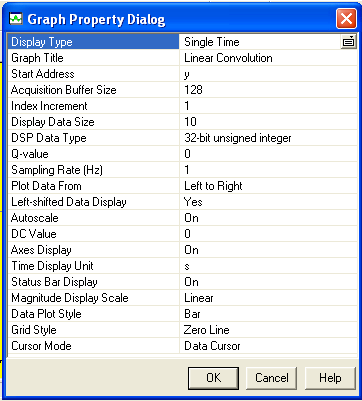 Graph Property Dialog
Display Type Single Time
Graph Title Linear Convolution
Start Address y
Acquisition Buffer Size 128
Index Increment 1
Display Data Size 10
DSP Data Type 32-bit unsigned integer
Q-value 0
Sampling Rate (Hz) 1
Plot Data From Left to Right
Left-shifted Data Display Yes
Autoscale On
DC Value 0
Axes Display On
Time Display Unit s
Status Bar Display On
Magnitude Display Scale Linear
Data Plot Style Bar
Grid Style Zero Line
Cursor Mode Data Cursor
OK Cancel Help